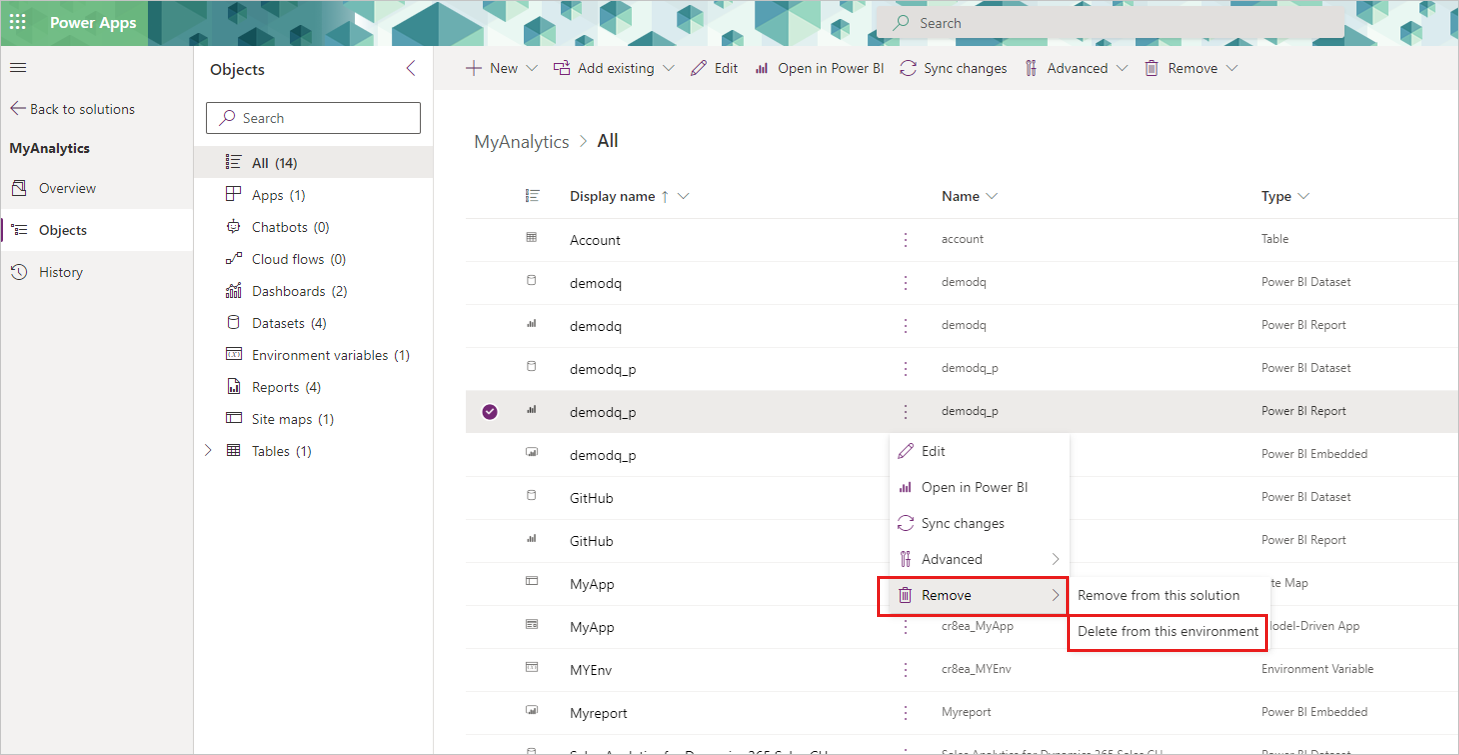 Power Apps
Search
Back to solutions
MyAnalytics
Overview
Objects
History
Objects
Search
All (14)
Apps (1)
Chatbots (0)
Cloud flows (0)
Dashboards (2)
Datasets (4)
Environment variables (1)
Reports (4)
Site maps (1)
Tables (1)
New Add existing Edit Open in Power BI Sync changes Advanced Remove
MyAnalytics > All
Display name ↑ Name Type
Account account Table
demodq demodq Power BI Dataset
demodq demodq Power BI Report
demodq_p demodq_p Power BI Dataset
demodq_p demodq_p Power BI Report
demodq_p Power BI Embedded
GitHub Power BI Dataset
GitHub Power BI Report
MyApp Map
MyApp cr8ea_MyApp Model-Driven App
MYEnv cr8ea_MYEnv Environment Variable
Myreport Myreport Power BI Embedded
Edit
Open in Power BI
Sync changes
Advanced
Remove
Remove from this solution
Delete from this environment